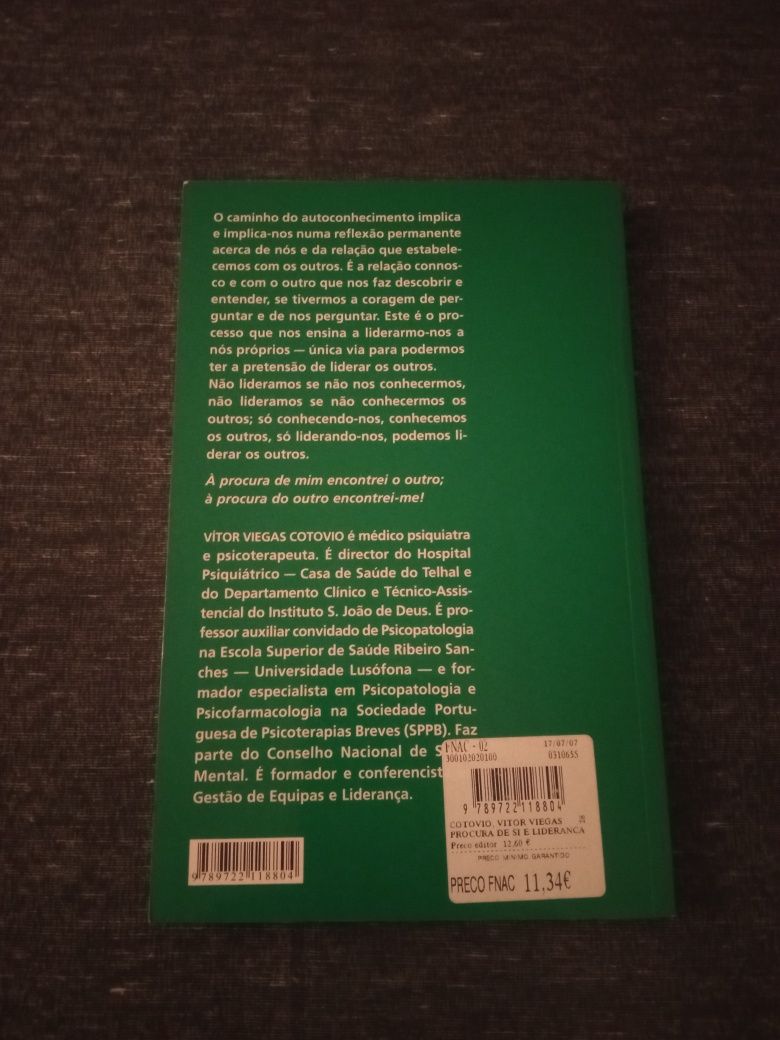 O caminho do autoconhecimento implica
e implica-nos numa reflexão permanente
acerca de nós e da relação que estabele-
cemos com os outros. É a relação connos-
co e com o outro que nos faz descobrir e
entender, se tivermos a coragem de per-
guntar e de nos perguntar. Este é o pro-
cesso que nos ensina a liderarmo-nos a
nós próprios — única via para podermos
ter a pretensão de liderar os outros.
Não lideramos se não nos conhecermos,
não lideramos se não conhecermos os
outros; só conhecendo-nos, conhecemos
os outros, só liderando-nos, podemos li-
derar os outros.
À procura de mim encontrei o outro;
à procura do outro encontrei-me!
VÍTOR VIEGAS COTOVIO é médico psiquiatra
e psicoterapeuta. É director do Hospital
Psiquiátrico — Casa de Saúde do Telhal e
do Departamento Clínico e Técnico-Assis-
tencial do Instituto S. João de Deus. É pro-
fessor auxiliar convidado de Psicopatologia
na Escola Superior de Saúde Ribeiro San-
ches — Universidade Lusófona — e for-
mador especialista em Psicopatologia e
Psicofarmacologia na Sociedade Portu-
guesa de Psicoterapias Breves (SPPB). Faz
parte do Conselho Nacional de S
Mental. É formador e conferencist
Gestão de Equipas e Liderança.
9 789722 118804
FNAC - 02 17/07/07
300102020100 0310655
9 789722 118804
COTOVIO, VITOR VIEGAS
PROCURA DE SI E LIDERANCA
Preco editor 12,60 €
PRECO MINIMO GARANTIDO
PRECO FNAC 11,34€